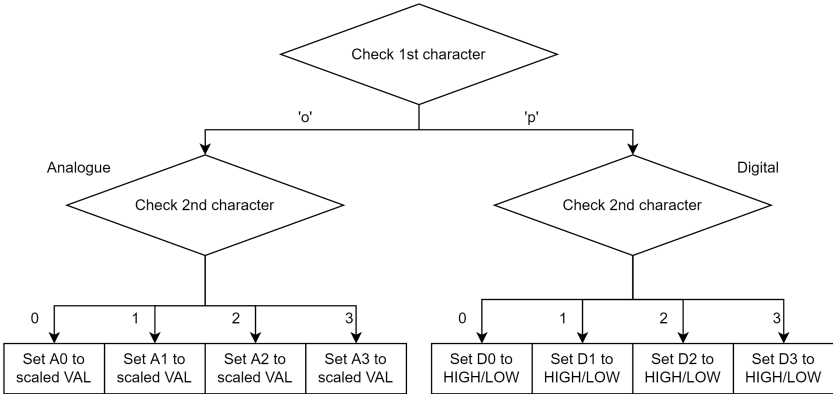 Check 1st character
'o'
'p'
Analogue
Digital
Check 2nd character
Check 2nd character
0
1
2
3
0
1
2
3
Set A0 to
scaled VAL
Set A1 to
scaled VAL
Set A2 to
scaled VAL
Set A3 to
scaled VAL
Set D0 to
HIGH/LOW
Set D1 to
HIGH/LOW
Set D2 to
HIGH/LOW
Set D3 to
HIGH/LOW